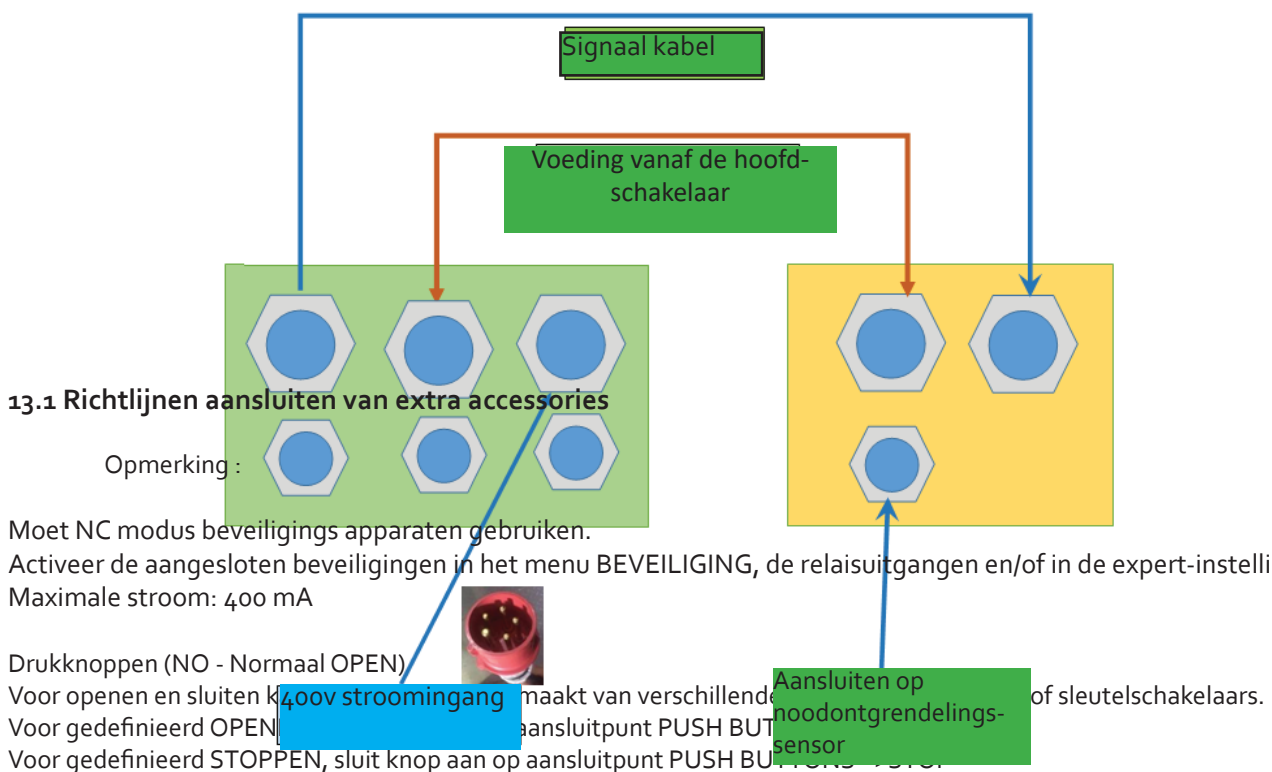 Signaal kabel
Voeding vanaf de hoofd-
schakelaar
13.1 Richtlijnen aansluiten van extra accessories
Opmerking :
Moet NC modus beveiligings apparaten gebruiken.
Activeer de aangesloten beveiligingen in het menu BEVEILIGING, de relaisuitgangen en/of in de expert-instelli
Maximale stroom: 400 mA
Drukknoppen (NO - Normaal OPEN)
Voor openen en sluiten k maakt van verschillende of sleutelschakelaars.
400v stroomingang
Aansluiten op
noodontgrendelings-
sensor
Voor gedefinieerd OPEN aansluitpunt PUSH BUT
Voor gedefinieerd STOPPEN, sluit knop aan op aansluitpunt PUSH BUTTONS